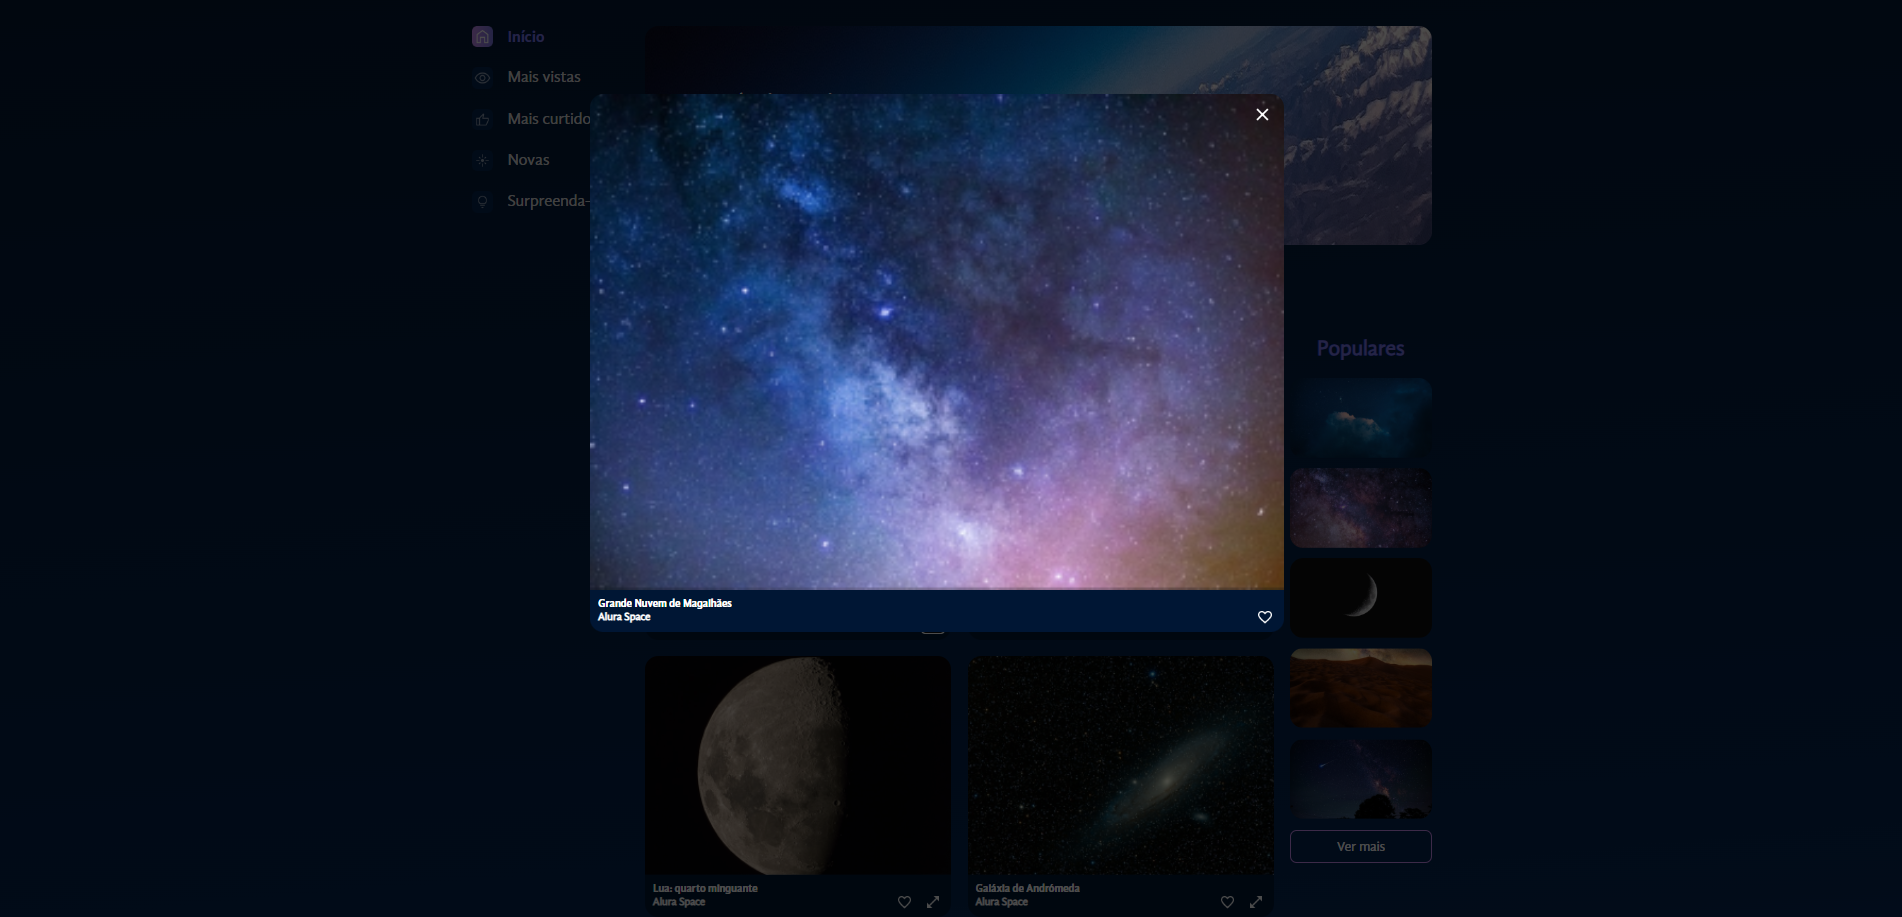 Início
Mais vistas
Mais curtido
Novas
Surpreenda-
Grande Nuvem de Magalhães
Alura Space
Populares
Lua: quarto minguante
Alura Space
Galáxia de Andrômeda
Alura Space
Ver mais